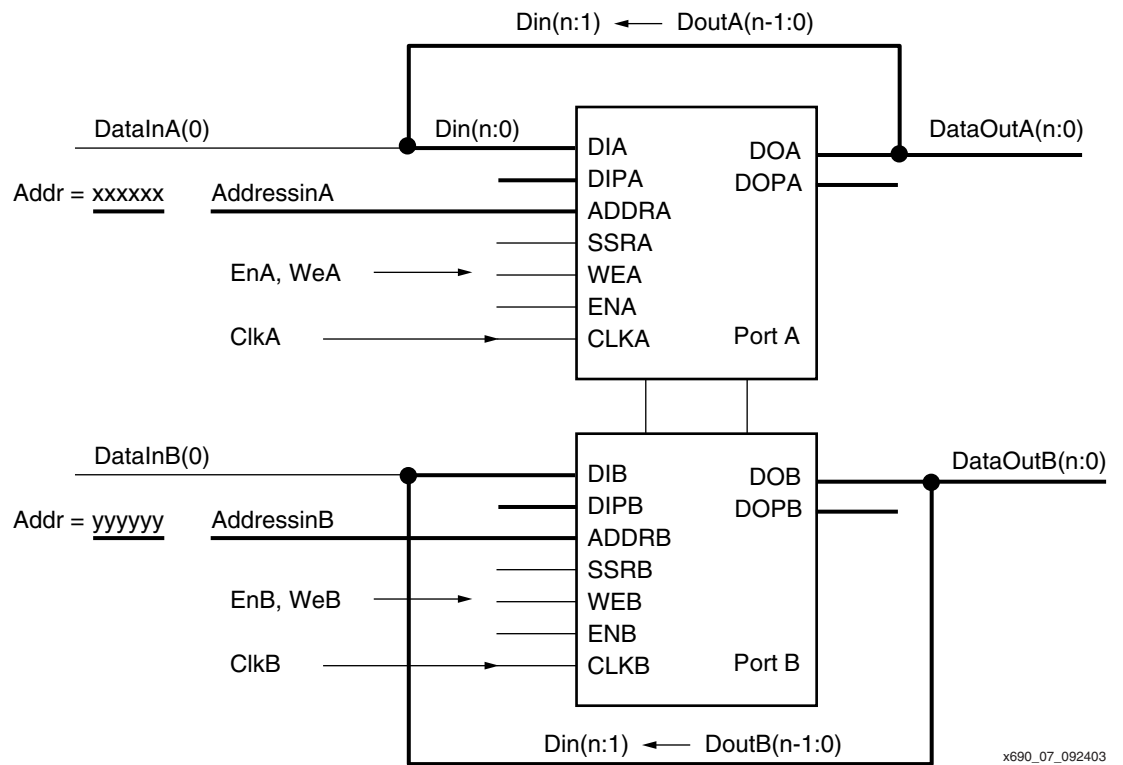 Din(n:1) ← DoutA(n-1:0)
DataInA(0)
Din(n:0)
DataOutA(n:0)
DIA
DOA
DIPA
DOPA
Addr = xxxxxx
AddressinA
ADDRA
SSRA
EnA, WeA
WEA
ENA
ClkA
CLKA
Port A
DataInB(0)
DataOutB(n:0)
DIB
DOB
DIPB
DOPB
Addr = yyyyyy
AddressinB
ADDRB
SSRB
EnB, WeB
WEB
ENB
ClkB
CLKB
Port B
Din(n:1) ← DoutB(n-1:0)
x690_07_092403